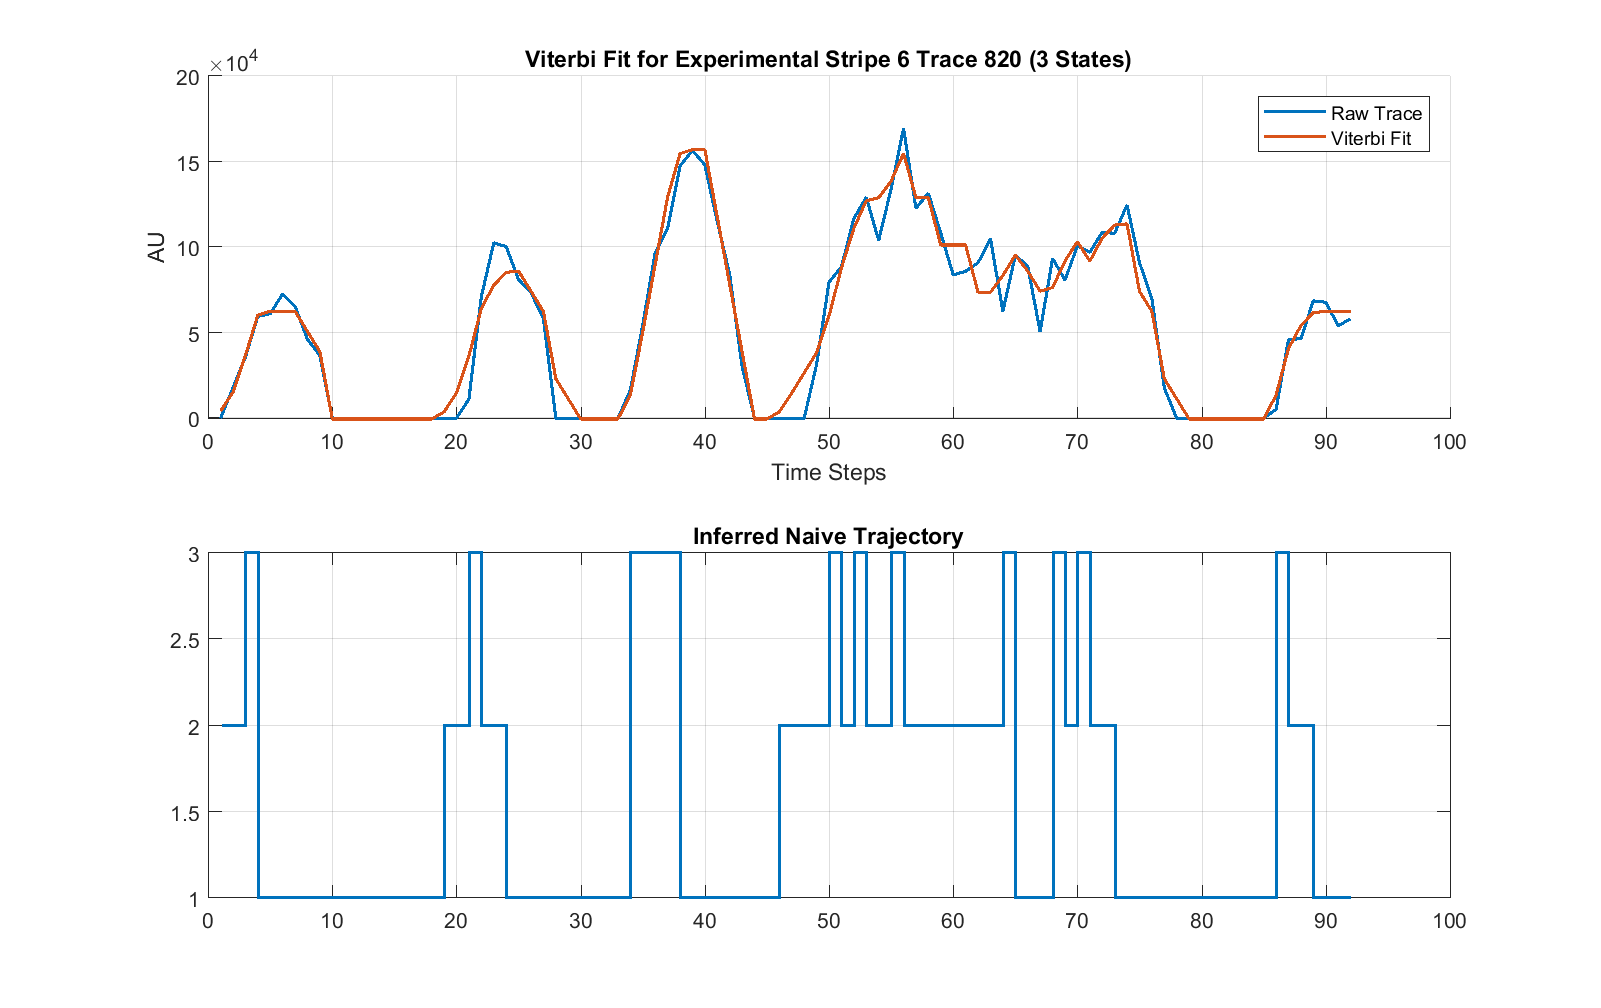 Viterbi Fit for Experimental Stripe 6 Trace 820 (3 States)
×10^4
20
15
10
5
0
AU
Raw Trace
Viterbi Fit
0 10 20 30 40 50 60 70 80 90 100
Time Steps
Inferred Naive Trajectory
3
2.5
2
1.5
1
0 10 20 30 40 50 60 70 80 90 100